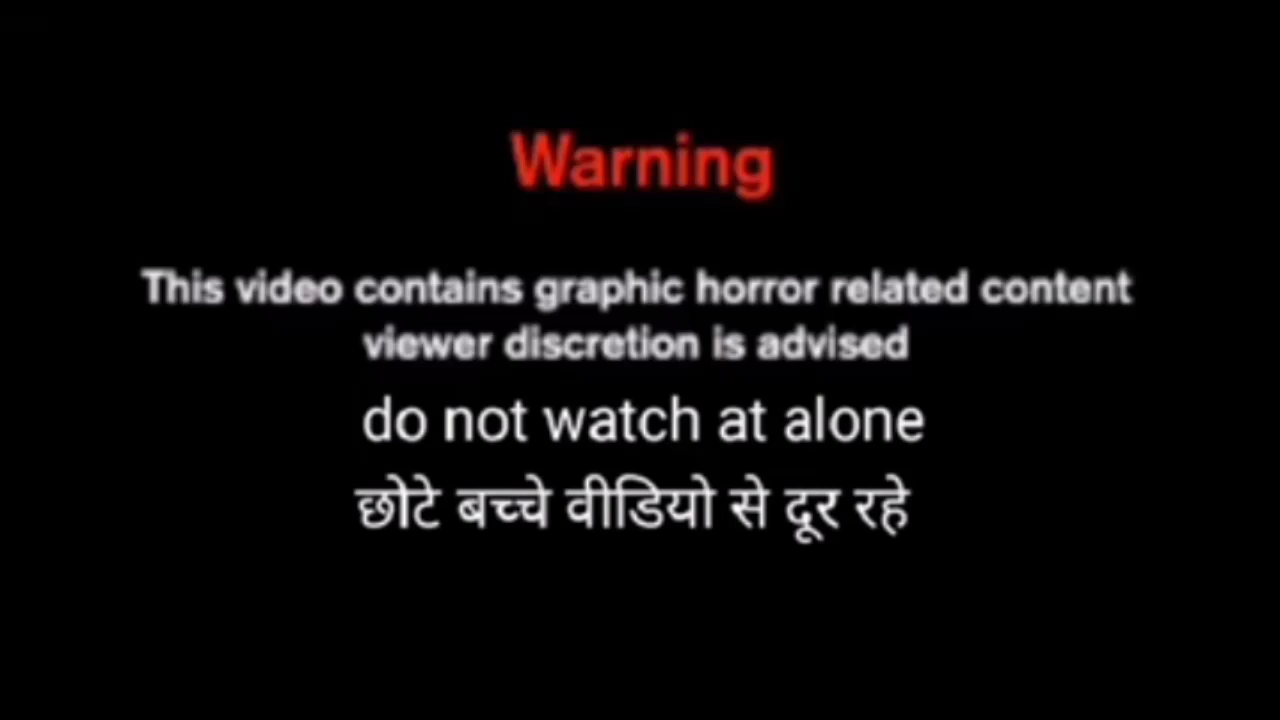 Warning
This video contains graphic horror related content
viewer discretion is advised
do not watch at alone
छोटे बच्चे वीडियो से दूर रहे